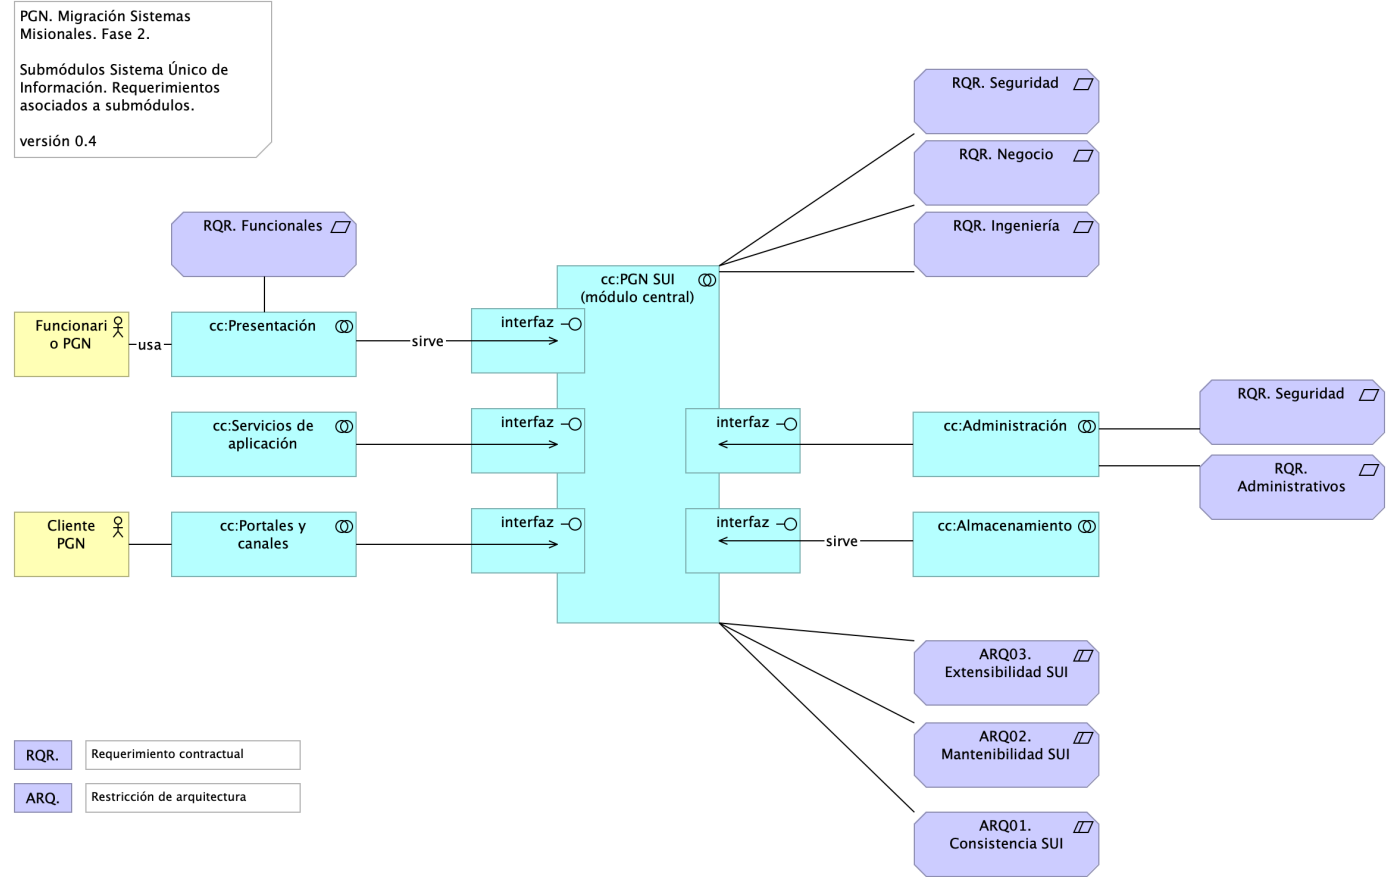 PGN. Migración Sistemas
Misionales. Fase 2.
Submódulos Sistema Único de
Información. Requerimientos
asociados a submódulos.
versión 0.4
RQR. Seguridad
RQR. Negocio
RQR. Ingeniería
RQR. Funcionales
cc:PGN SUI
(módulo central)
Funcionari
o PGN
usa
cc:Presentación
sirve
interfaz
cc:Servicios de
aplicación
interfaz
interfaz
cc:Administración
RQR. Seguridad
RQR.
Administrativos
Cliente
PGN
cc:Portales y
canales
interfaz
interfaz
sirve
cc:Almacenamiento
ARQ03.
Extensibilidad SUI
ARQ02.
Mantenibilidad SUI
ARQ01.
Consistencia SUI
RQR.
Requerimiento contractual
ARQ.
Restricción de arquitectura